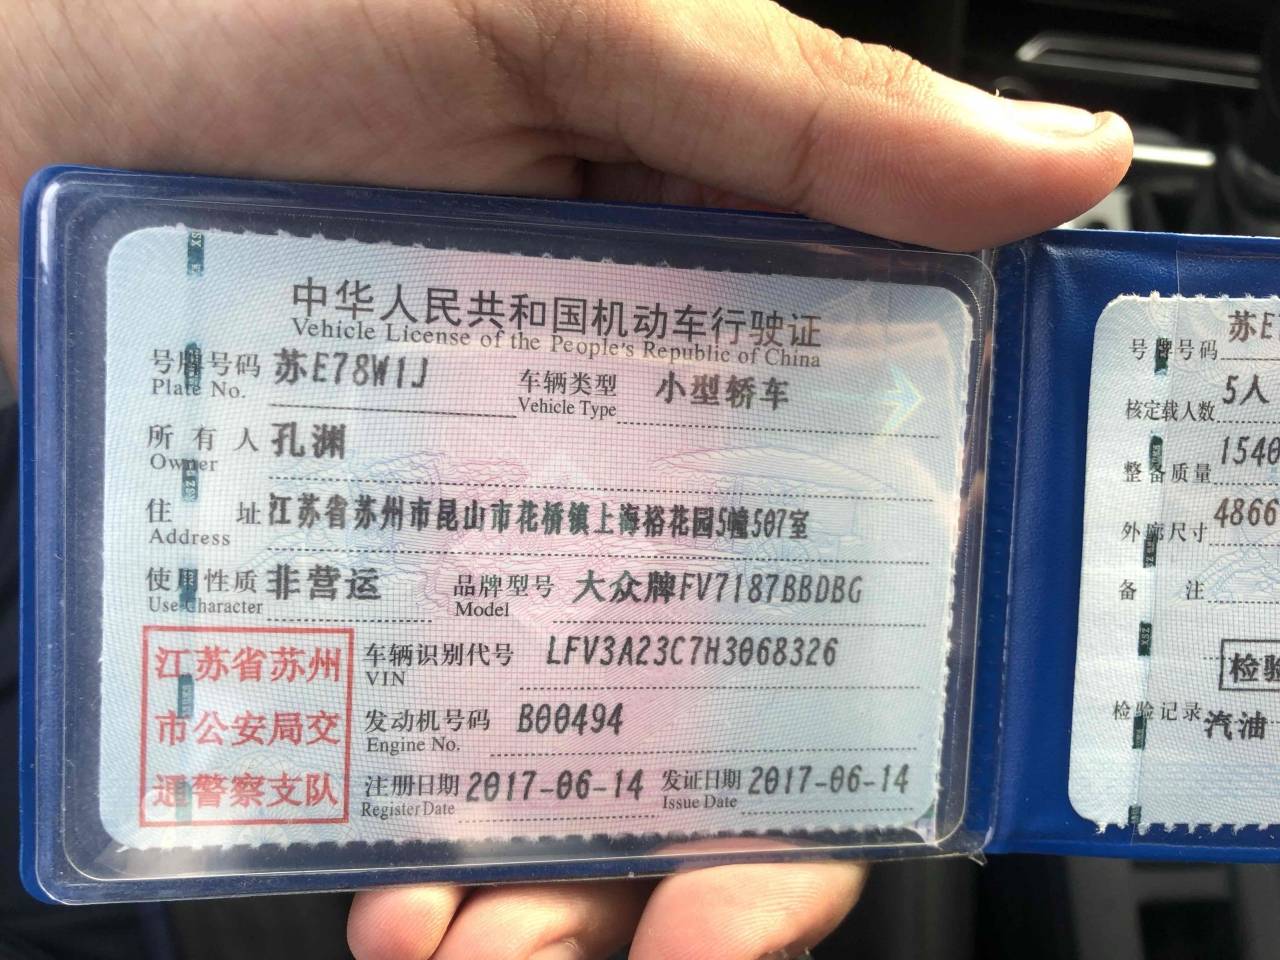 中华人民共和国机动车行驶证
Vehicle License of the People's Republic of China
号牌号码 苏E78W1J 车辆类型 小型轿车
Plate No. Vehicle Type
所有人 孔渊
Owner
住址 江苏省苏州市昆山市花桥镇上海裕花园5幢507室
Address
使用性质 非营运 品牌型号 大众牌FV7187BBDBG
Use Character Model
江苏省苏州
市公安局交
通警察支队
车辆识别代号 LFV3A23C7H3068326
VIN
发动机号码 B00494
Engine No.
注册日期 2017-06-14 发证日期 2017-06-14
Register Date Issue Date
号牌号码 苏E
核定载人数 5人
整备质量 1540
外廓尺寸 4866
备注
检验
检验记录 汽油